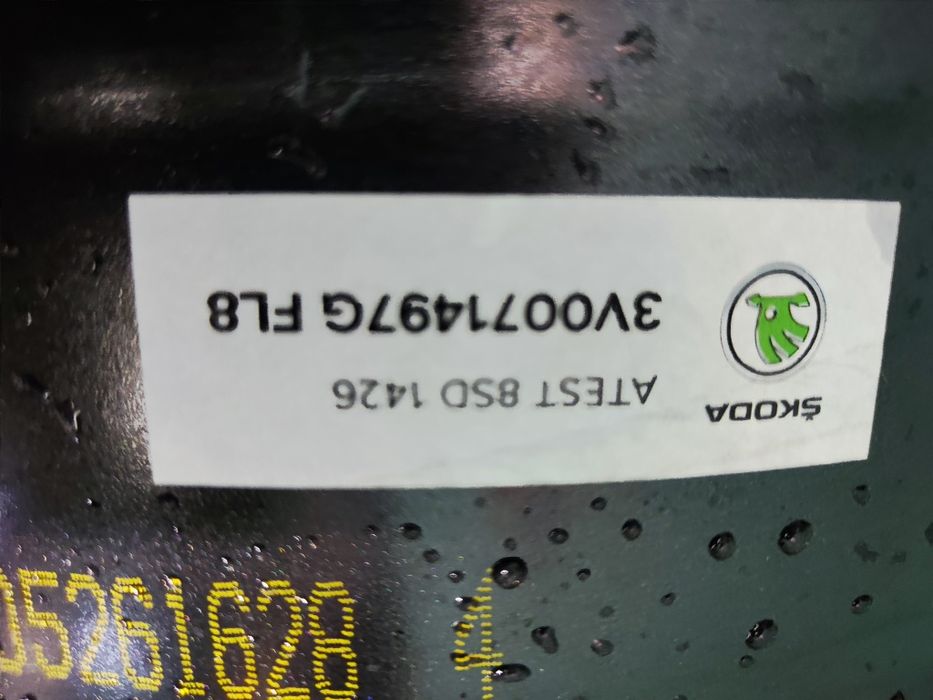 ŠKODA
ATEST 8SD 1426
3V0071497G FL8
05261628